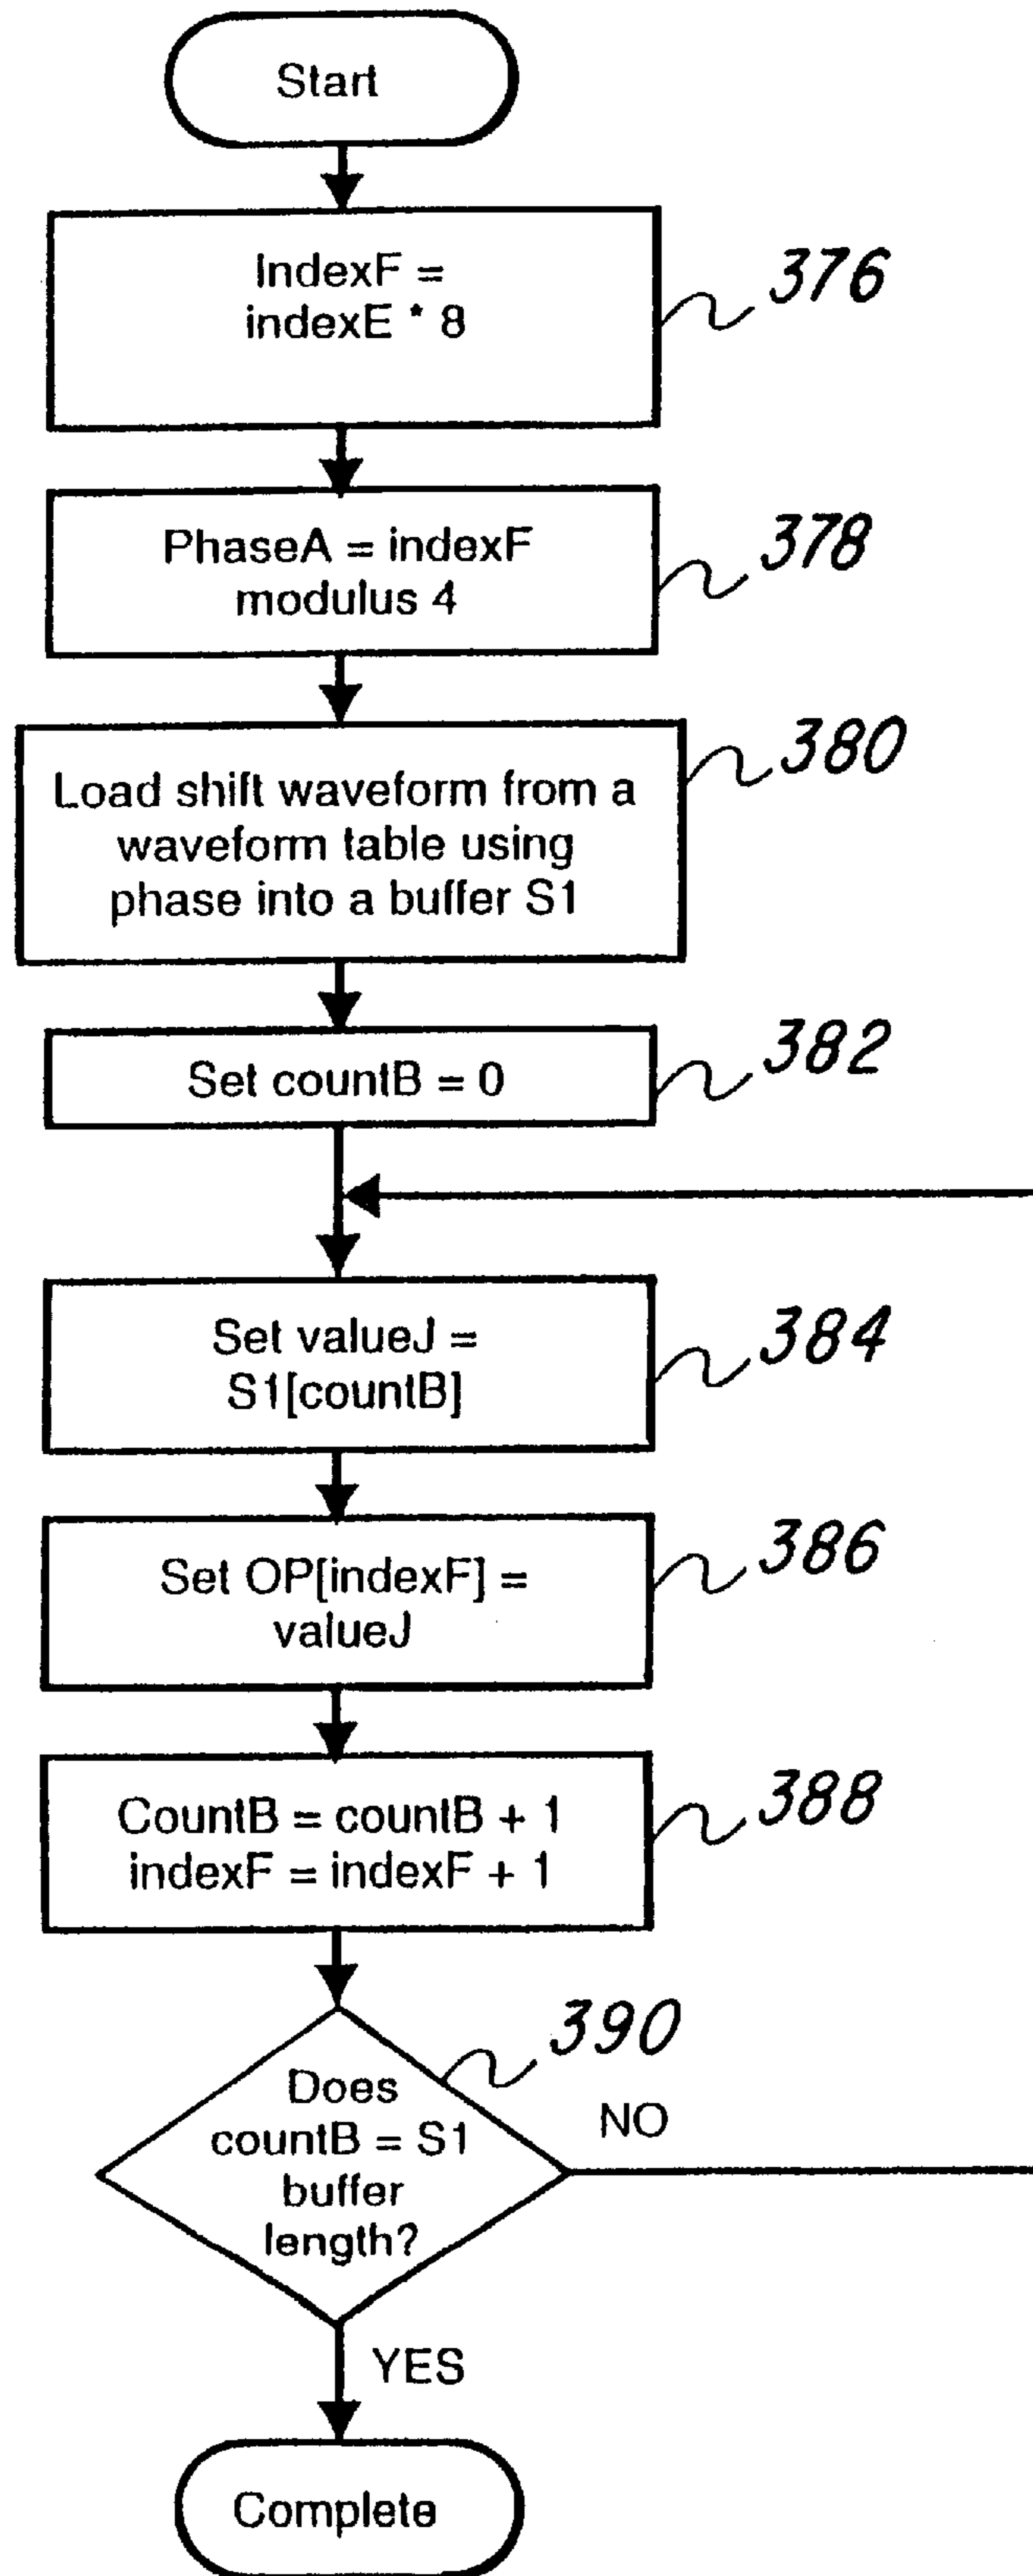 Start
IndexF =
indexE * 8
376
PhaseA = indexF
modulus 4
378
Load shift waveform from a
waveform table using
phase into a buffer S1
380
Set countB = 0
382
Set valueJ =
S1[countB]
384
Set OP[indexF] =
valueJ
386
CountB = countB + 1
indexF = indexF + 1
388
Does
countB = S1
buffer
length?
390
NO
YES
Complete